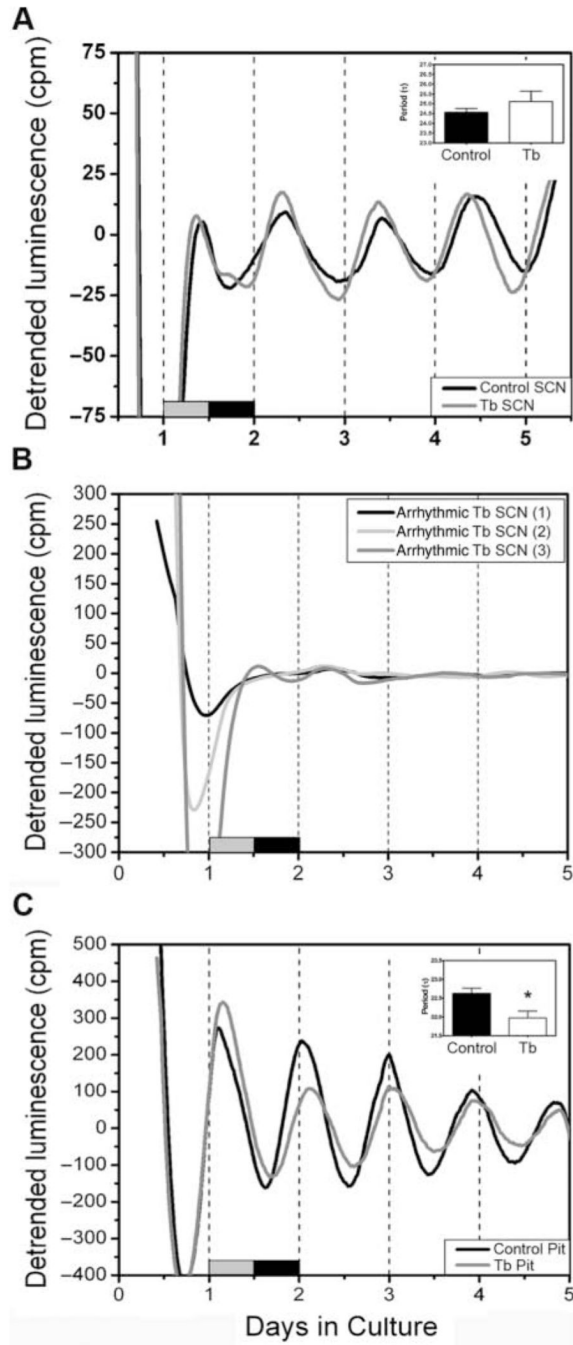 A
Detrended luminescence (cpm)
75
50
25
0
−25
−50
−75
1
2
3
4
5
Period (τ)
Control
Tb
Control SCN
Tb SCN
B
Detrended luminescence (cpm)
300
250
200
150
100
50
0
−50
−100
−150
−200
−250
−300
0
1
2
3
4
5
Arrhythmic Tb SCN (1)
Arrhythmic Tb SCN (2)
Arrhythmic Tb SCN (3)
C
Detrended luminescence (cpm)
500
400
300
200
100
0
−100
−200
−300
−400
0
1
2
3
4
5
Period (τ)
*
Control
Tb
Control Pit
Tb Pit
Days in Culture